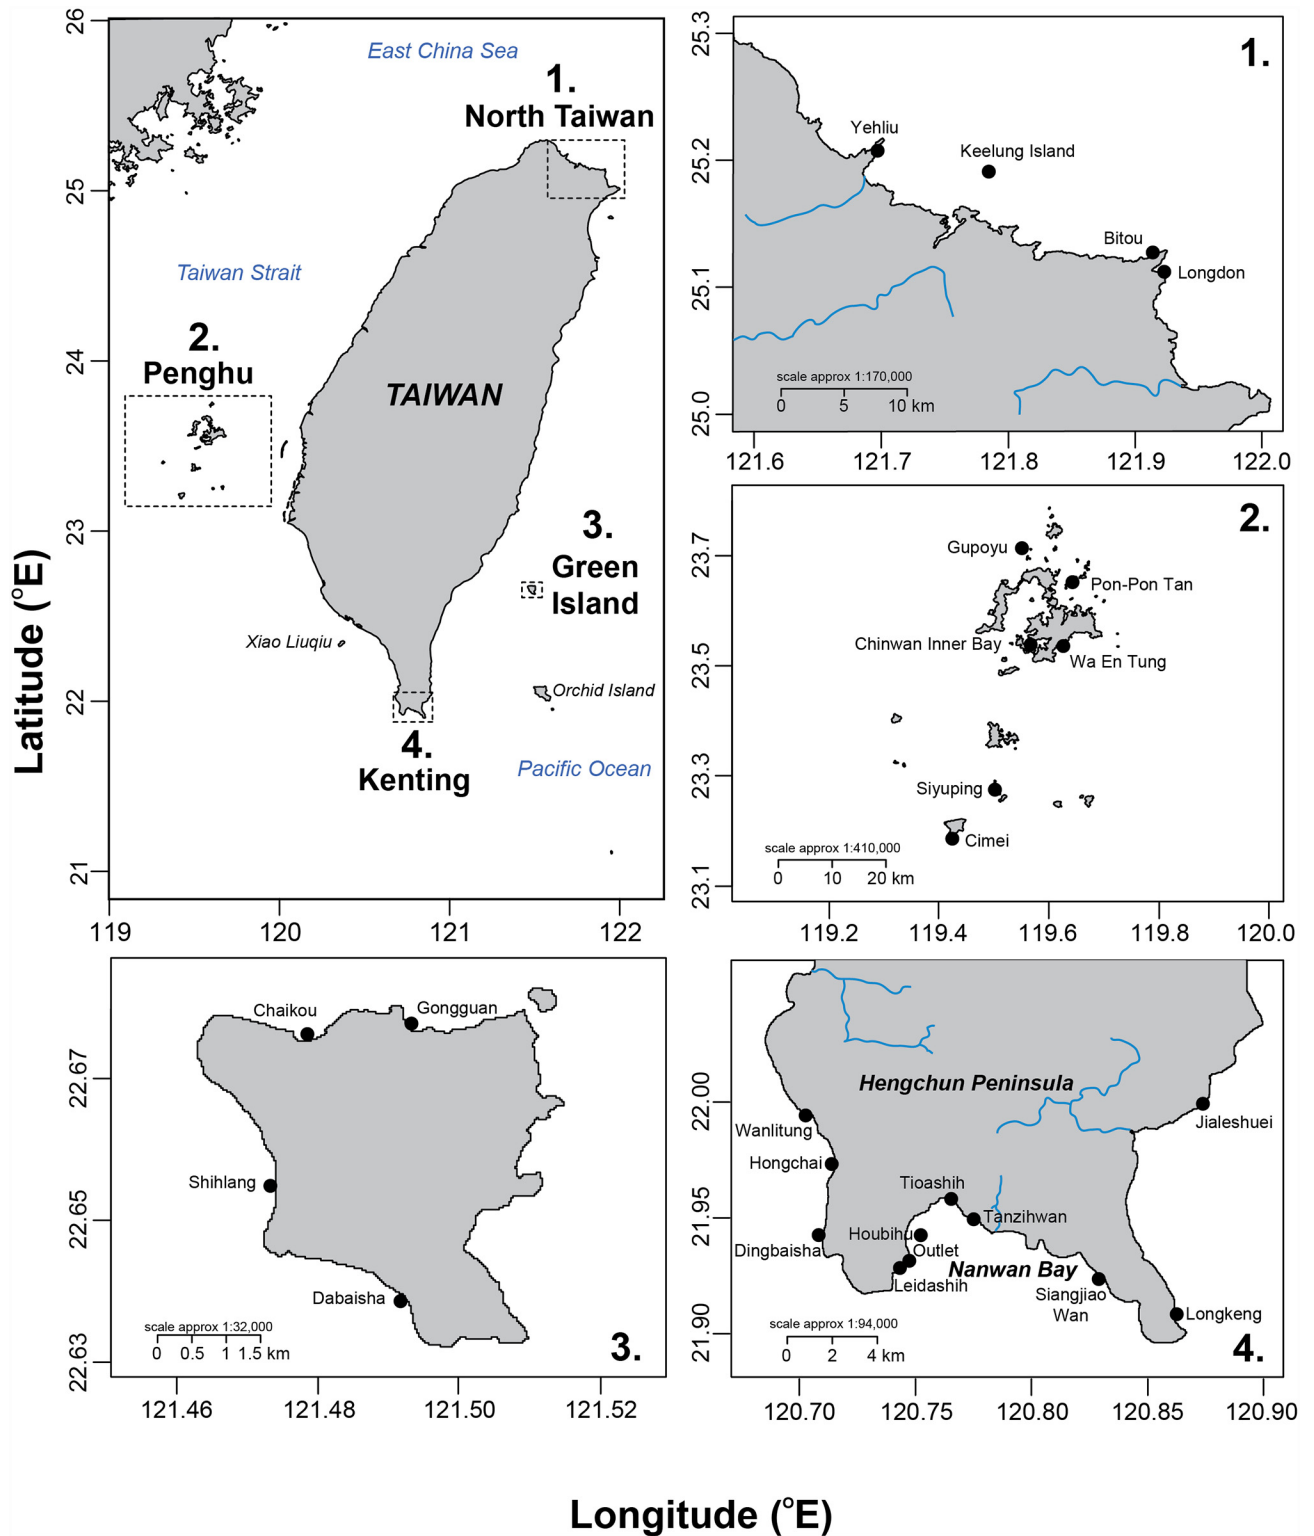 East China Sea
1.
North Taiwan
Taiwan Strait
2.
Penghu
TAIWAN
3.
Green
Island
Xiao Liuqiu
Orchid Island
4.
Kenting
Pacific Ocean
26
25
24
23
22
21
119
120
121
122
Latitude (°E)
1.
Yehliu
Keelung Island
Bitou
Longdon
scale approx 1:170,000
0 5 10 km
25.3
25.2
25.1
25.0
121.6
121.7
121.8
121.9
122.0
2.
Gupoyu
Pon-Pon Tan
Chinwan Inner Bay
Wa En Tung
Siyuping
Cimei
scale approx 1:410,000
0 10 20 km
23.7
23.5
23.3
23.1
119.2
119.4
119.6
119.8
120.0
Chaikou
Gongguan
Shihlang
Dabaisha
scale approx 1:32,000
0 0.5 1 1.5 km
3.
22.67
22.65
22.63
121.46
121.48
121.50
121.52
Hengchun Peninsula
Jialeshuei
Wanlitung
Hongchai
Tioashih
Tanzihwan
Houbihu
Dingbaisha
Outlet
Nanwan Bay
Leidashih
Siangjiao
Wan
Longkeng
scale approx 1:94,000
0 2 4 km
4.
22.00
21.95
21.90
120.70
120.75
120.80
120.85
120.90
Longitude (°E)